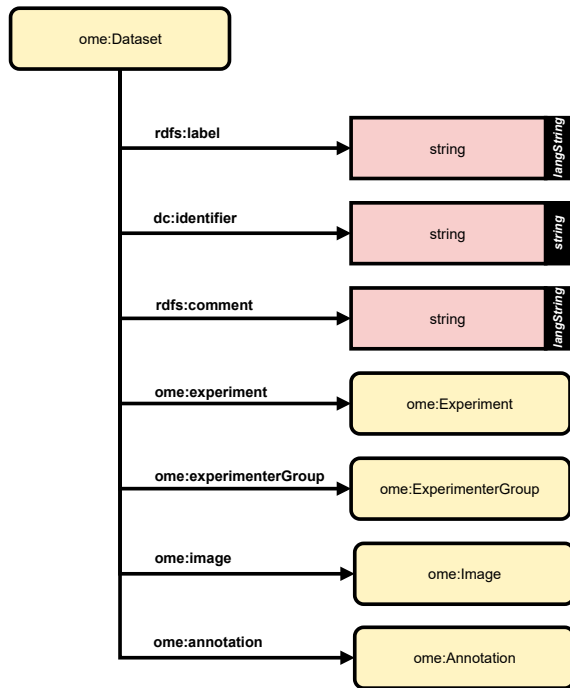 ome:Dataset
rdfs:label
string
langString
dc:identifier
string
string
rdfs:comment
string
langString
ome:experiment
ome:Experiment
ome:experimenterGroup
ome:ExperimenterGroup
ome:image
ome:Image
ome:annotation
ome:Annotation